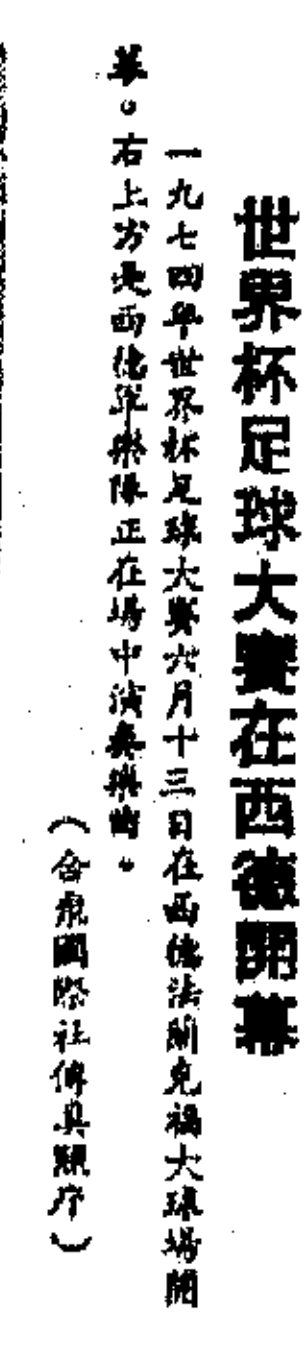 世界杯足球大賽在西德開幕
一九七四年世界杯足球大賽六月十三日在西德法蘭克福大球場開
幕。右上方是西德軍樂隊正在場中演奏樂曲。
(合衆國際社傳真照片)